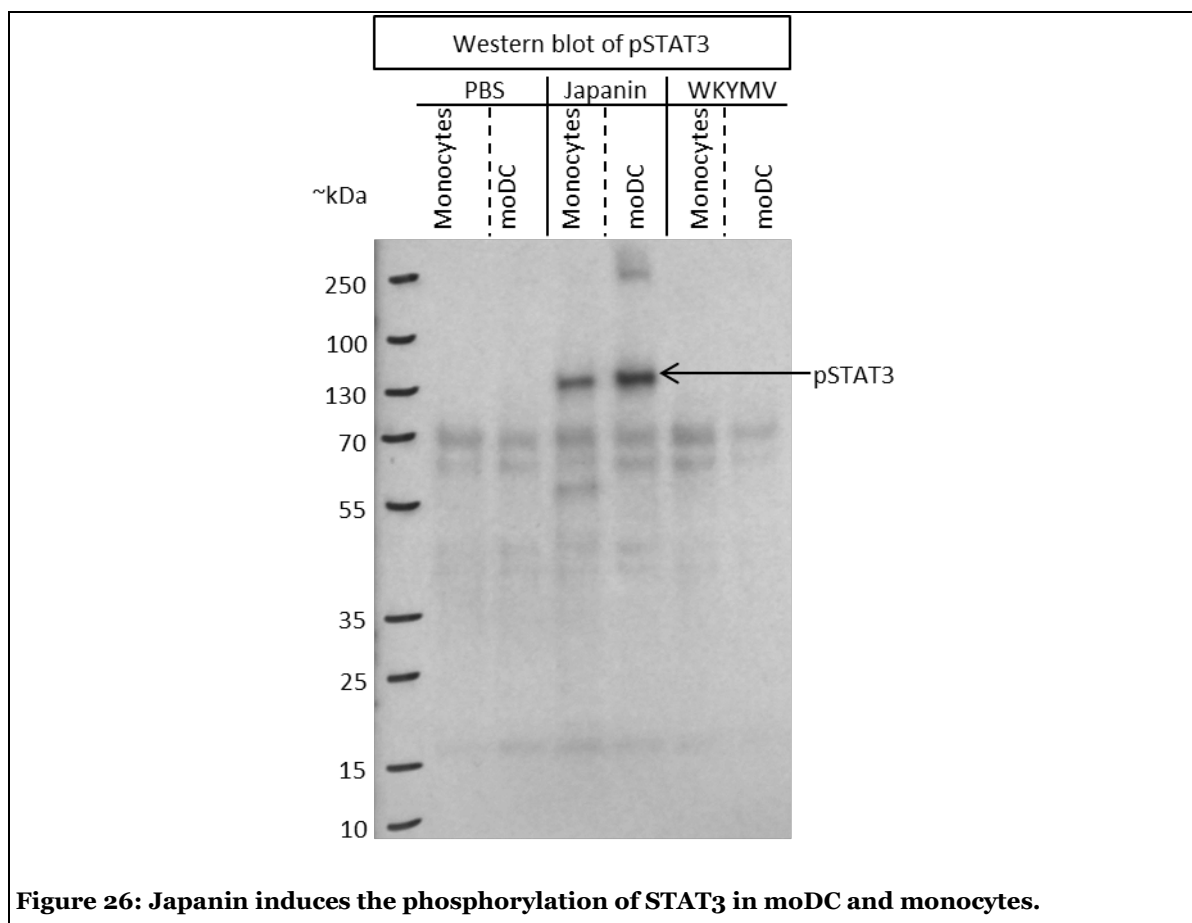 Western blot of pSTAT3
PBS Japanin WKYMV
Monocytes moDC Monocytes moDC Monocytes moDC
~kDa
250
100
pSTAT3
130
70
55
35
25
15
10
Figure 26: Japanin induces the phosphorylation of STAT3 in moDC and monocytes.